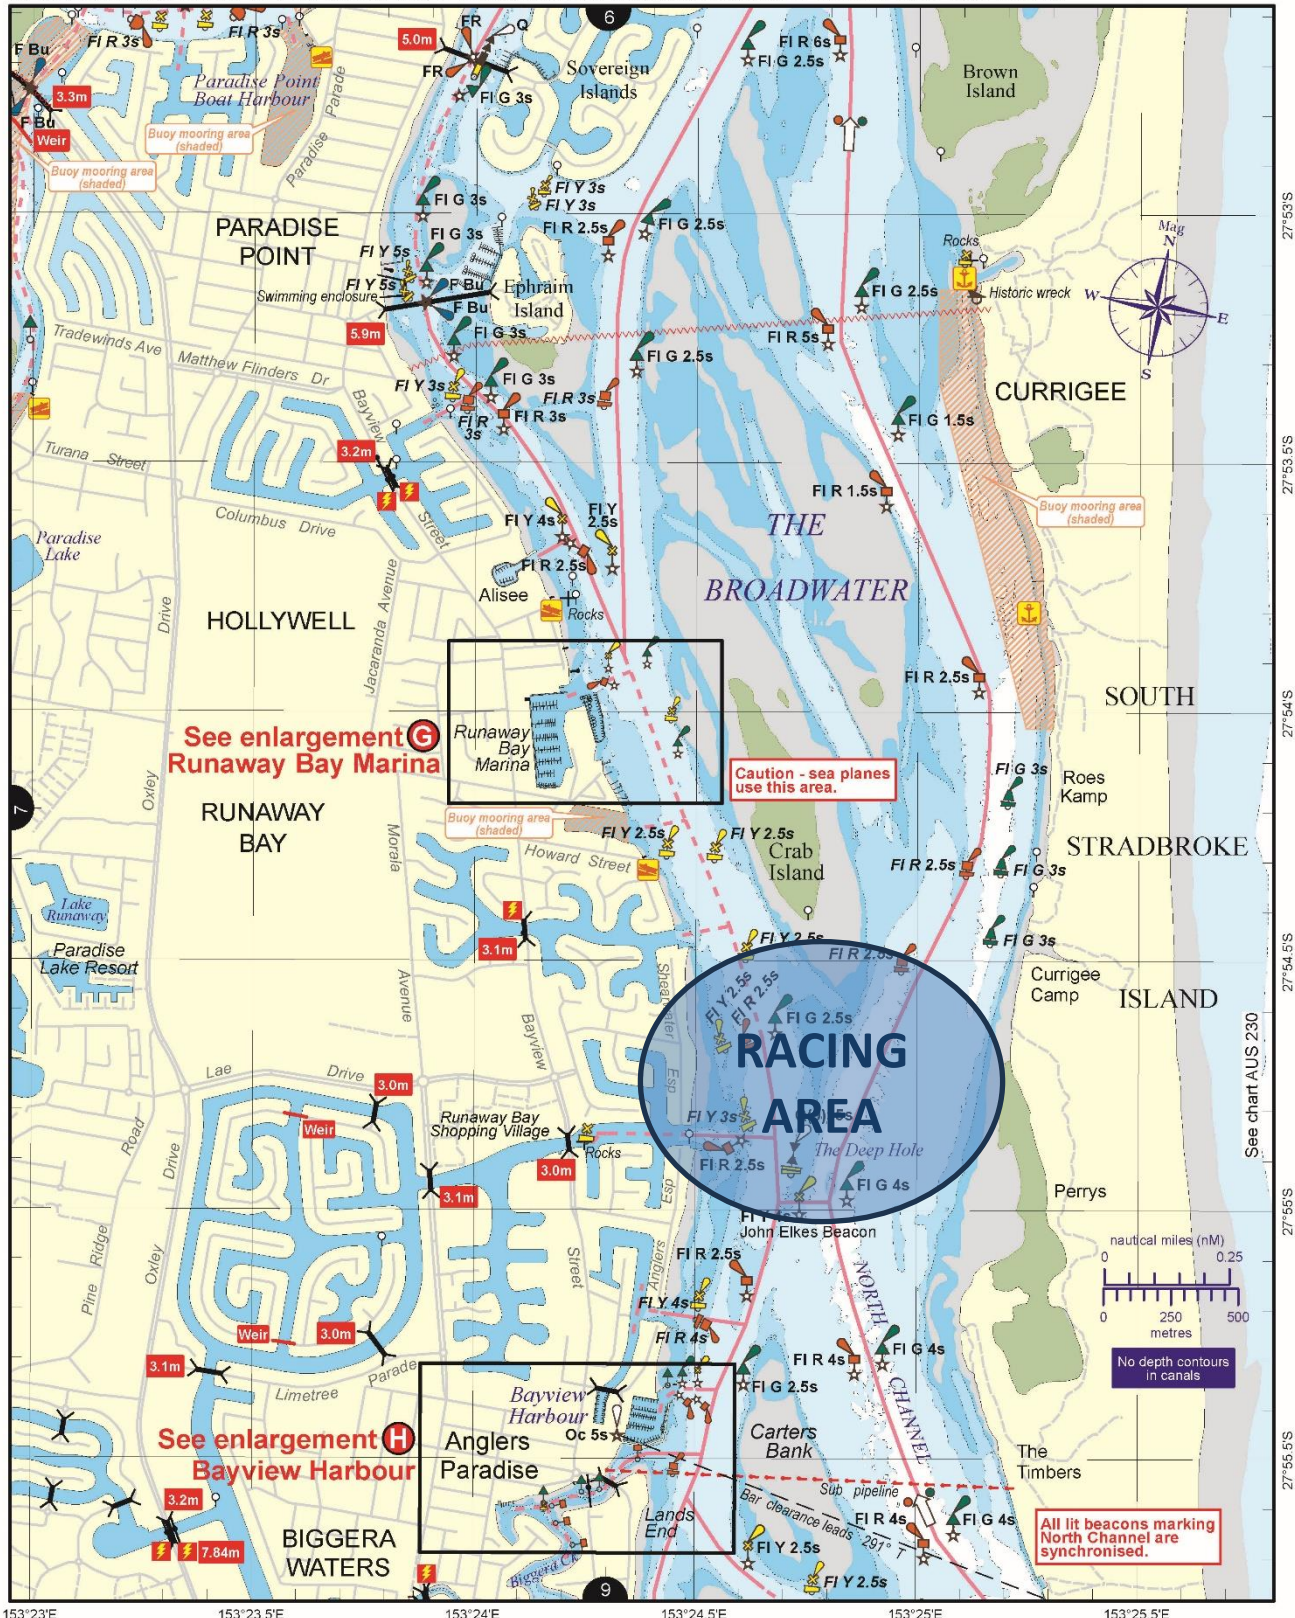 6
Fl R 3s
Fl R 3s
5.0m
FR
Q
FR
Fl G 3s
Sovereign
Islands
Fl R 6s
Fl G 2.5s
Brown
Island
F Bu
3.3m
F Bu
Weir
Paradise Point
Boat Harbour
Buoy mooring area
(shaded)
Buoy mooring area
(shaded)
Paradise Parade
PARADISE
POINT
Fl G 3s
Fl G 3s
Fl Y 3s
Fl Y 3s
Fl R 2.5s
Fl G 2.5s
27°53'S
Mag
N
W
E
S
Rocks
Historic wreck
Fl Y 5s
Fl Y 5s
Swimming enclosure
F Bu
F Bu
Ephraim
Island
5.9m
Fl G 3s
Fl G 2.5s
Fl R 5s
Fl G 2.5s
Tradewinds Ave
Matthew Flinders Dr
Bayview
Street
Fl Y 3s
Fl G 3s
Fl R
3s
Fl R 3s
Fl R 3s
CURRIGEE
Fl G 1.5s
3.2m
Turana Street
Columbus Drive
27°53.5'S
Fl R 1.5s
Buoy mooring area
(shaded)
THE
BROADWATER
Paradise
Lake
Fl Y 4s
Fl Y
2.5s
Fl R 2.5s
Alisee
Rocks
HOLLYWELL
Drive
Jacaranda Avenue
Fl R 2.5s
SOUTH
27°54'S
See enlargement G
Runaway Bay Marina
Runaway
Bay
Marina
Caution - sea planes
use this area.
Fl G 3s
Roes
Kamp
7
Oxley
RUNAWAY
BAY
Morala
Buoy mooring area
(shaded)
Fl Y 2.5s
Fl Y 2.5s
Howard Street
Crab
Island
Fl R 2.5s
Fl G 3s
STRADBROKE
Lake
Runaway
Paradise
Lake Resort
3.1m
Fl Y 2.5s
Fl R 2.5s
Fl G 3s
27°54.5'S
Currigee
Camp
ISLAND
Avenue
Bayview
Shearwater
Esp
Fl Y 2.5s
Fl R 2.5s
Fl G 2.5s
RACING
AREA
See chart AUS 230
Lae
Drive
3.0m
Weir
Runaway Bay
Shopping Village
Rocks
3.0m
3.1m
Fl Y 3s
Fl R 2.5s
The Deep Hole
Fl G 4s
Perrys
27°55'S
John Elkes Beacon
Road
Drive
Pine Ridge
Oxley
Street
Anglers
Esp
Fl R 2.5s
nautical miles (nM)
0
0.25
0
250
500
metres
No depth contours
in canals
Fl Y 4s
Fl R 4s
NORTH
CHANNEL
Weir
3.0m
3.1m
Limetree
Parade
Fl R 4s
Fl G 4s
Fl G 2.5s
Bayview
Harbour
Oc 5s
See enlargement H
Bayview Harbour
Anglers
Paradise
Carters
Bank
The
Timbers
27°55.5'S
Sub pipeline
Bar clearance leads 291° T
3.2m
7.84m
BIGGERA
WATERS
Lands
End
Biggera Ck
Fl R 4s
Fl G 4s
All lit beacons marking
North Channel are
synchronised.
Fl Y 2.5s
Fl Y 2.5s
9
153°23'E
153°23.5'E
153°24'E
153°24.5'E
153°25'E
153°25.5'E